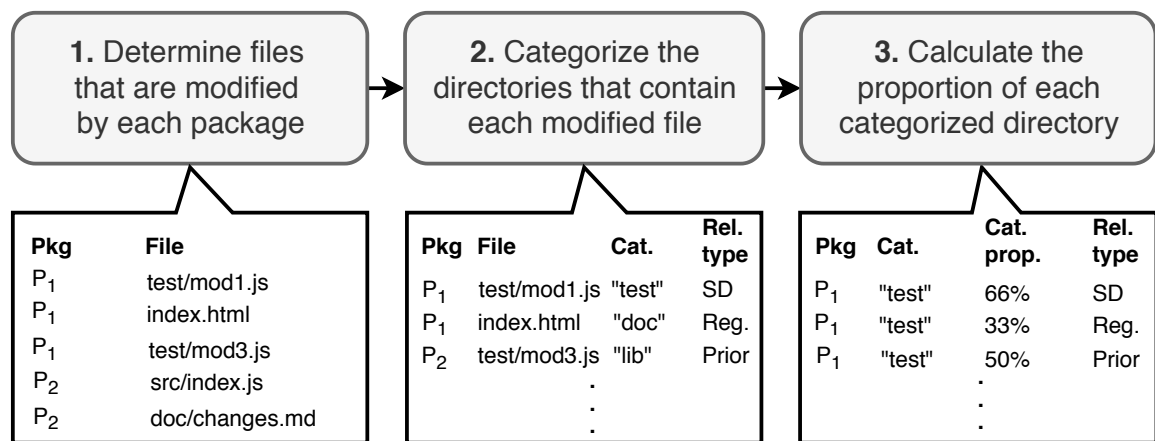 1. Determine files
that are modified
by each package
2. Categorize the
directories that contain
each modified file
3. Calculate the
proportion of each
categorized directory
Pkg File
P1 test/mod1.js
P1 index.html
P1 test/mod3.js
P2 src/index.js
P2 doc/changes.md
Pkg File Cat. Rel. type
P1 test/mod1.js "test" SD
P1 index.html "doc" Reg.
P2 test/mod3.js "lib" Prior
.
.
.
Pkg Cat. Cat. prop. Rel. type
P1 "test" 66% SD
P1 "test" 33% Reg.
P1 "test" 50% Prior
.
.
.